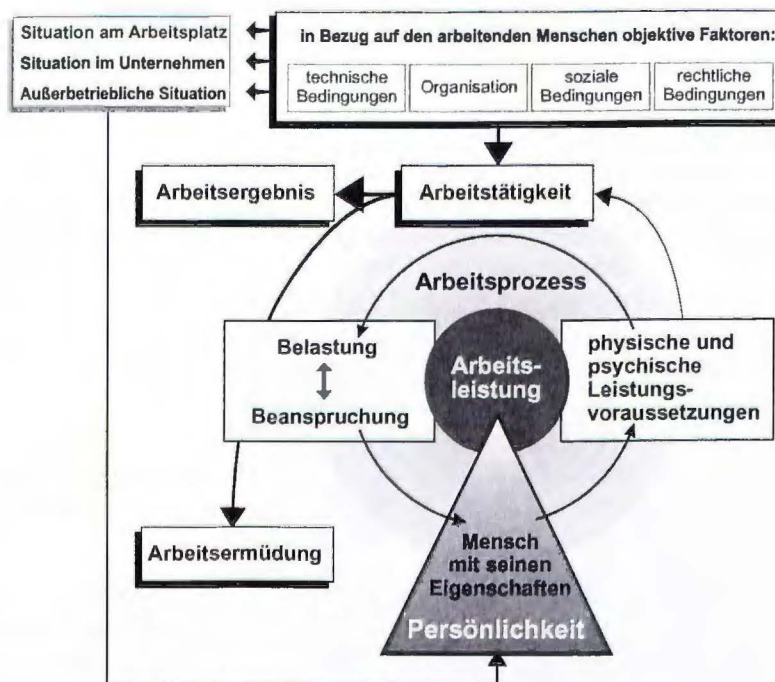 Situation am Arbeitsplatz
Situation im Unternehmen
Außerbetriebliche Situation
in Bezug auf den arbeitenden Menschen objektive Faktoren:
technische
Bedingungen
Organisation
soziale
Bedingungen
rechtliche
Bedingungen
Arbeitsergebnis
Arbeitstätigkeit
Arbeitsprozess
Belastung
Beanspruchung
Arbeits-
leistung
physische und
psychische
Leistungs-
voraussetzungen
Arbeitsermüdung
Mensch
mit seinen
Eigenschaften
Persönlichkeit